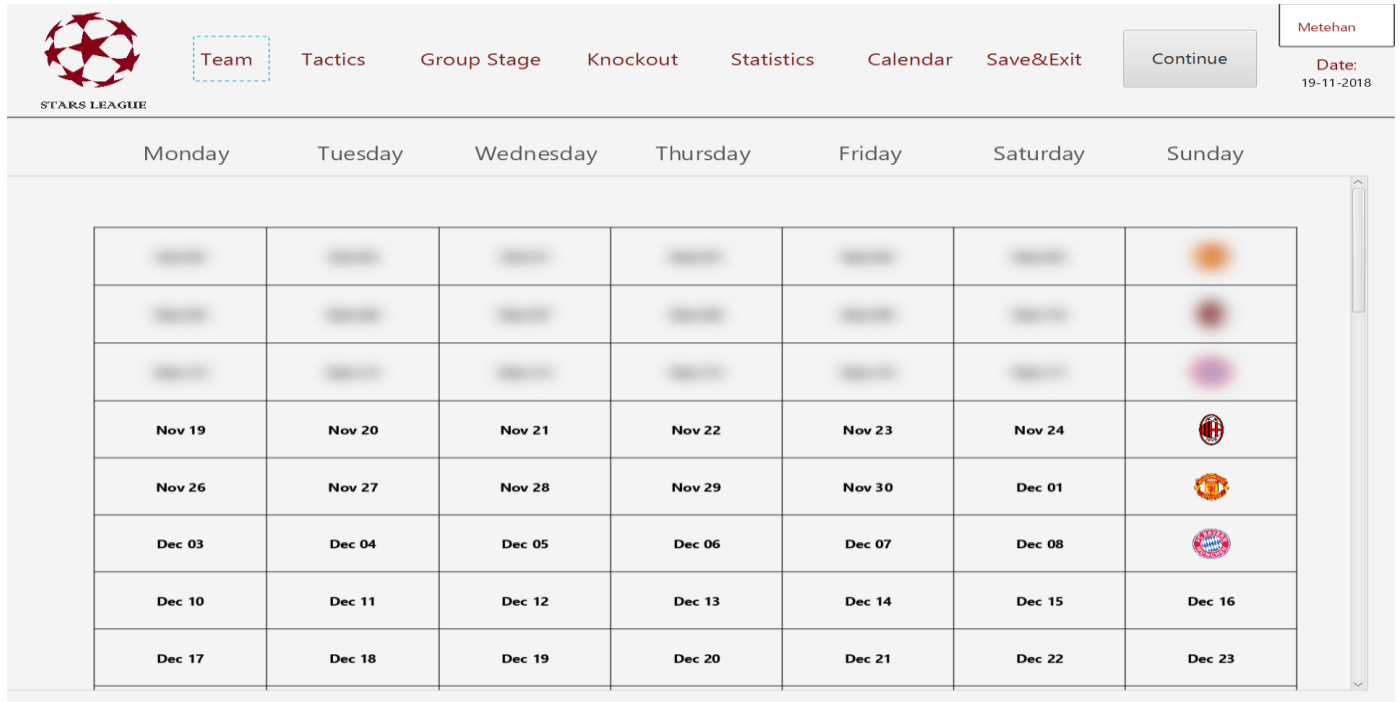 STARS LEAGUE
Team Tactics Group Stage Knockout Statistics Calendar Save&Exit Continue
Metehan
Date:
19-11-2018
Monday Tuesday Wednesday Thursday Friday Saturday Sunday
Nov 19 Nov 20 Nov 21 Nov 22 Nov 23 Nov 24
Nov 26 Nov 27 Nov 28 Nov 29 Nov 30 Dec 01
Dec 03 Dec 04 Dec 05 Dec 06 Dec 07 Dec 08
Dec 10 Dec 11 Dec 12 Dec 13 Dec 14 Dec 15 Dec 16
Dec 17 Dec 18 Dec 19 Dec 20 Dec 21 Dec 22 Dec 23